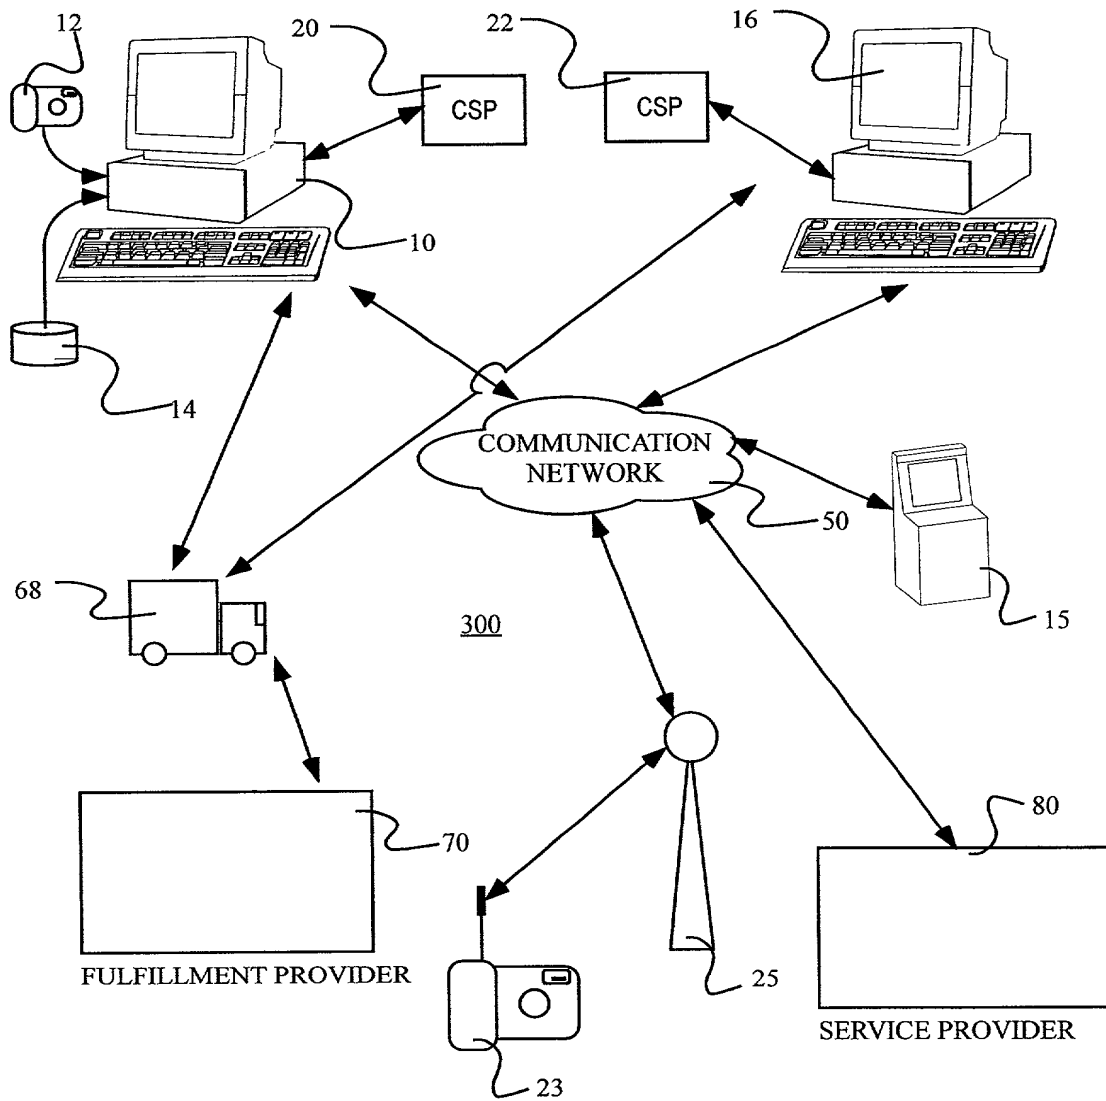 12
20
22
16
CSP
CSP
10
14
COMMUNICATION
NETWORK
50
68
300
15
80
70
FULFILLMENT PROVIDER
25
SERVICE PROVIDER
23